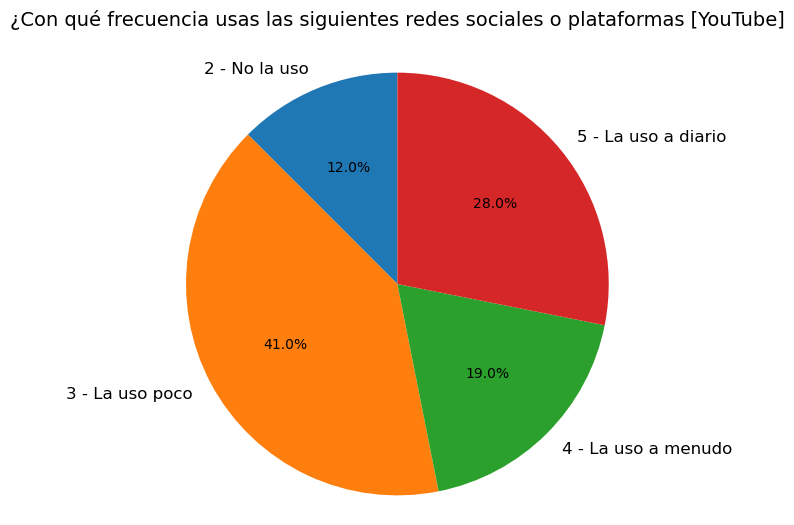 ¿Con qué frecuencia usas las siguientes redes sociales o plataformas [YouTube]
2 - No la uso
5 - La uso a diario
12.0%
28.0%
41.0%
19.0%
3 - La uso poco
4 - La uso a menudo